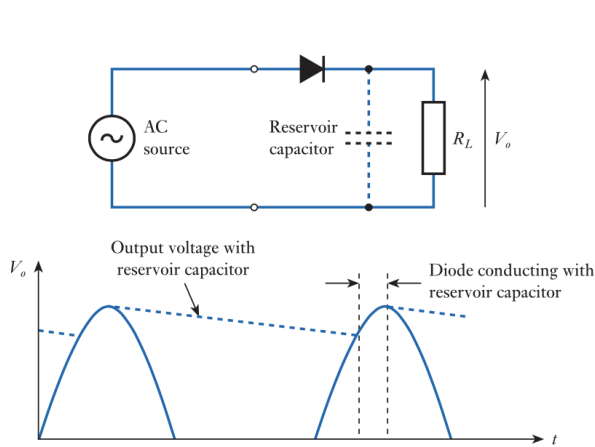 AC
source
Reservoir
capacitor
R_L
V_o
V_o
Output voltage with
reservoir capacitor
Diode conducting with
reservoir capacitor
t